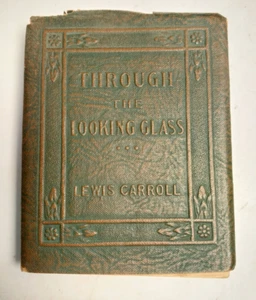 THROUGH
THE
LOOKING GLASS
LEWIS CARROLL